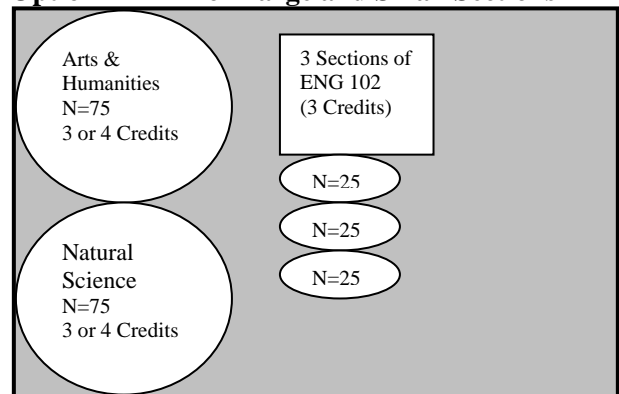 Arts &
Humanities
N=75
3 or 4 Credits
3 Sections of
ENG 102
(3 Credits)
N=25
N=25
N=25
Natural
Science
N=75
3 or 4 Credits